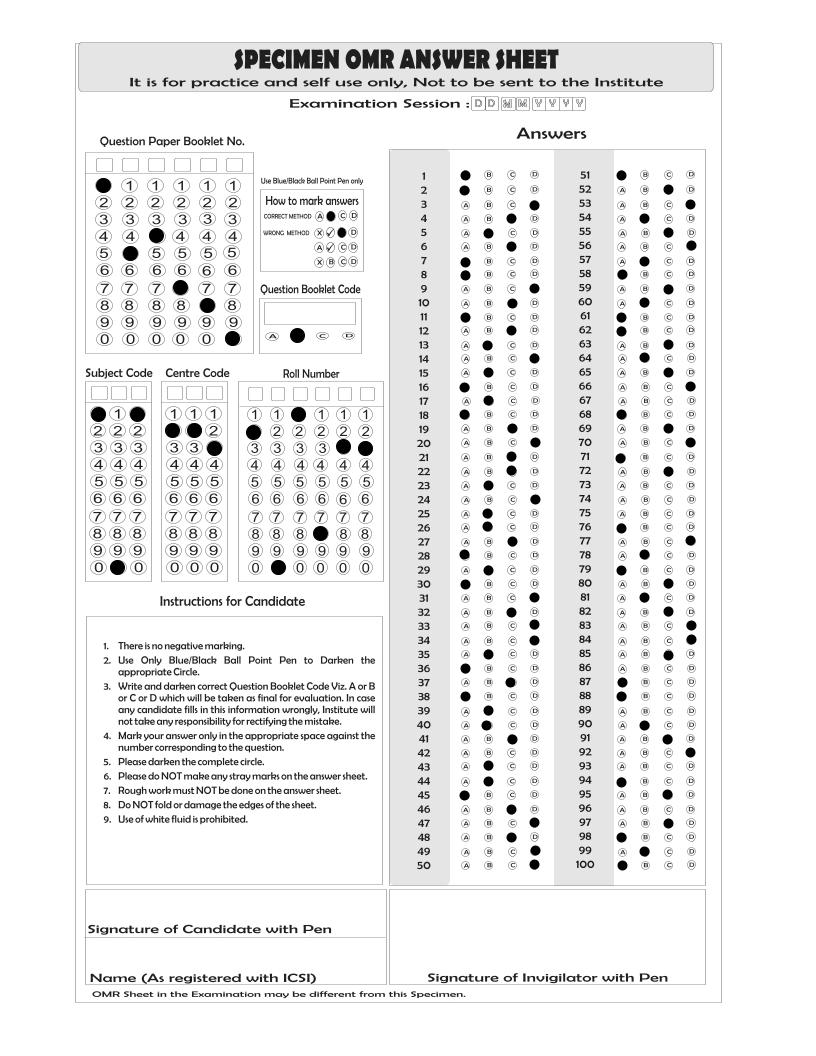 SPECIMEN OMR ANSWER SHEET
It is for practice and self use only, Not to be sent to the Institute
Examination Session : D D M M Y Y Y Y
Question Paper Booklet No.
1 1 1 1 1
2 2 2 2 2 2
3 3 3 3 3 3
4 4 4 4 4
5 5 5 5 5
6 6 6 6 6 6
7 7 7 7 7
8 8 8 8 8
9 9 9 9 9 9
0 0 0 0 0
Use Blue/Black Ball Point Pen only
How to mark answers
CORRECT METHOD A C D
WRONG METHOD X ✓ D
A ✓ C D
X B C D
Question Booklet Code
A C D
Subject Code
1
2 2 2
3 3 3
4 4 4
5 5 5
6 6 6
7 7 7
8 8 8
9 9 9
0 0
Centre Code
1 1 1
2
3 3
4 4 4
5 5 5
6 6 6
7 7 7
8 8 8
9 9 9
0 0 0
Roll Number
1 1 1 1 1
2 2 2 2 2
3 3 3 3
4 4 4 4 4 4
5 5 5 5 5 5
6 6 6 6 6 6
7 7 7 7 7 7
8 8 8 8 8
9 9 9 9 9 9
0 0 0 0 0
Instructions for Candidate
1. There is no negative marking.
2. Use Only Blue/Black Ball Point Pen to Darken the
appropriate Circle.
3. Write and darken correct Question Booklet Code Viz. A or B
or C or D which will be taken as final for evaluation. In case
any candidate fills in this information wrongly, Institute will
not take any responsibility for rectifying the mistake.
4. Mark your answer only in the appropriate space against the
number corresponding to the question.
5. Please darken the complete circle.
6. Please do NOT make any stray marks on the answer sheet.
7. Rough work must NOT be done on the answer sheet.
8. Do NOT fold or damage the edges of the sheet.
9. Use of white fluid is prohibited.
Answers
1 B C D
2 B C D
3 A B C
4 A B D
5 A C D
6 A B D
7 B C D
8 B C D
9 A B C
10 A B D
11 B C D
12 A B D
13 A C D
14 A B C
15 A C D
16 B C D
17 A C D
18 B C D
19 A B D
20 A B C
21 A B D
22 A B D
23 A C D
24 A B C
25 A C D
26 A C D
27 A B D
28 B C D
29 A C D
30 B C D
31 A B C
32 A B D
33 A B C
34 A B C
35 A C D
36 B C D
37 A B D
38 B C D
39 A C D
40 A C D
41 A B D
42 A B C D
43 A C D
44 A C D
45 B C D
46 A B D
47 A B C
48 A B D
49 A B C
50 A B C
51 B C D
52 A B D
53 A B C
54 A C D
55 A B D
56 A B C
57 A C D
58 B C D
59 A B D
60 A C D
61 B C D
62 B C D
63 A B D
64 A C D
65 A B D
66 A B C
67 A B C D
68 B C D
69 A B D
70 A B C
71 B C D
72 A B D
73 A B C D
74 A B C D
75 A B C D
76 B C D
77 A B C
78 A C D
79 B C D
80 A B D
81 A C D
82 A B D
83 A B C
84 A B C
85 A B D
86 A B C D
87 B C D
88 B C D
89 A B C D
90 A C D
91 A B D
92 A B C
93 A B C D
94 B C D
95 A B D
96 A B C D
97 A B D
98 B C D
99 A C D
100 B C D
Signature of Candidate with Pen
Name (As registered with ICSI)
Signature of Invigilator with Pen
OMR Sheet in the Examination may be different from this Specimen.